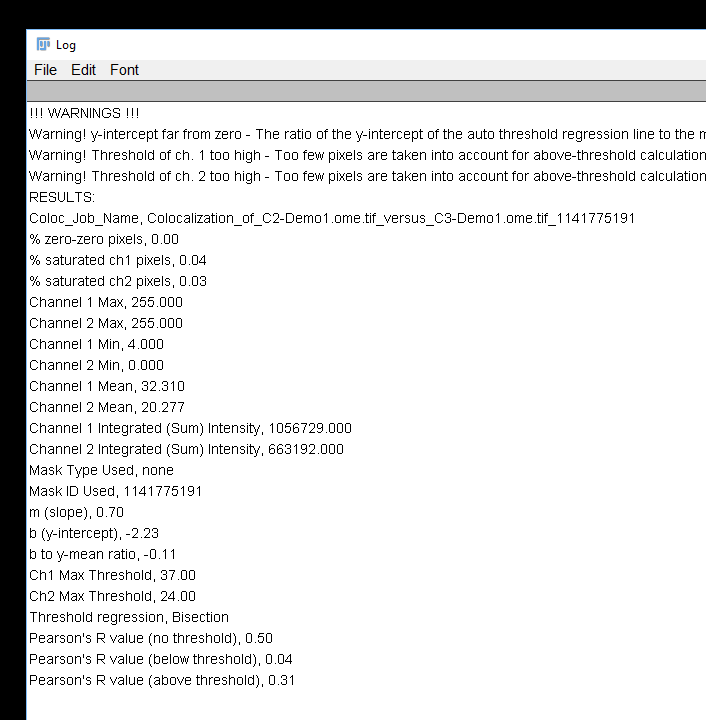 Log
File Edit Font
!!! WARNINGS !!!
Warning! y-intercept far from zero - The ratio of the y-intercept of the auto threshold regression line to the m
Warning! Threshold of ch. 1 too high - Too few pixels are taken into account for above-threshold calculation
Warning! Threshold of ch. 2 too high - Too few pixels are taken into account for above-threshold calculation
RESULTS:
Coloc_Job_Name, Colocalization_of_C2-Demo1.ome.tif_versus_C3-Demo1.ome.tif_1141775191
% zero-zero pixels, 0.00
% saturated ch1 pixels, 0.04
% saturated ch2 pixels, 0.03
Channel 1 Max, 255.000
Channel 2 Max, 255.000
Channel 1 Min, 4.000
Channel 2 Min, 0.000
Channel 1 Mean, 32.310
Channel 2 Mean, 20.277
Channel 1 Integrated (Sum) Intensity, 1056729.000
Channel 2 Integrated (Sum) Intensity, 663192.000
Mask Type Used, none
Mask ID Used, 1141775191
m (slope), 0.70
b (y-intercept), -2.23
b to y-mean ratio, -0.11
Ch1 Max Threshold, 37.00
Ch2 Max Threshold, 24.00
Threshold regression, Bisection
Pearson's R value (no threshold), 0.50
Pearson's R value (below threshold), 0.04
Pearson's R value (above threshold), 0.31